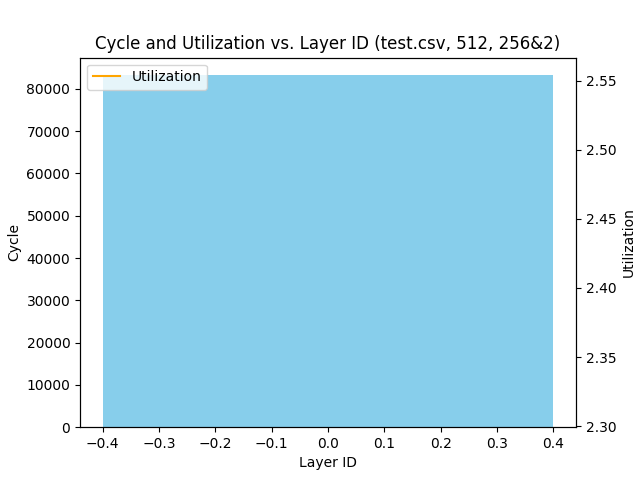 Cycle and Utilization vs. Layer ID (test.csv, 512, 256&2)
Utilization
80000
70000
60000
50000
40000
30000
20000
10000
0
Cycle
2.55
2.50
2.45
2.40
2.35
2.30
Utilization
−0.4 −0.3 −0.2 −0.1 0.0 0.1 0.2 0.3 0.4
Layer ID